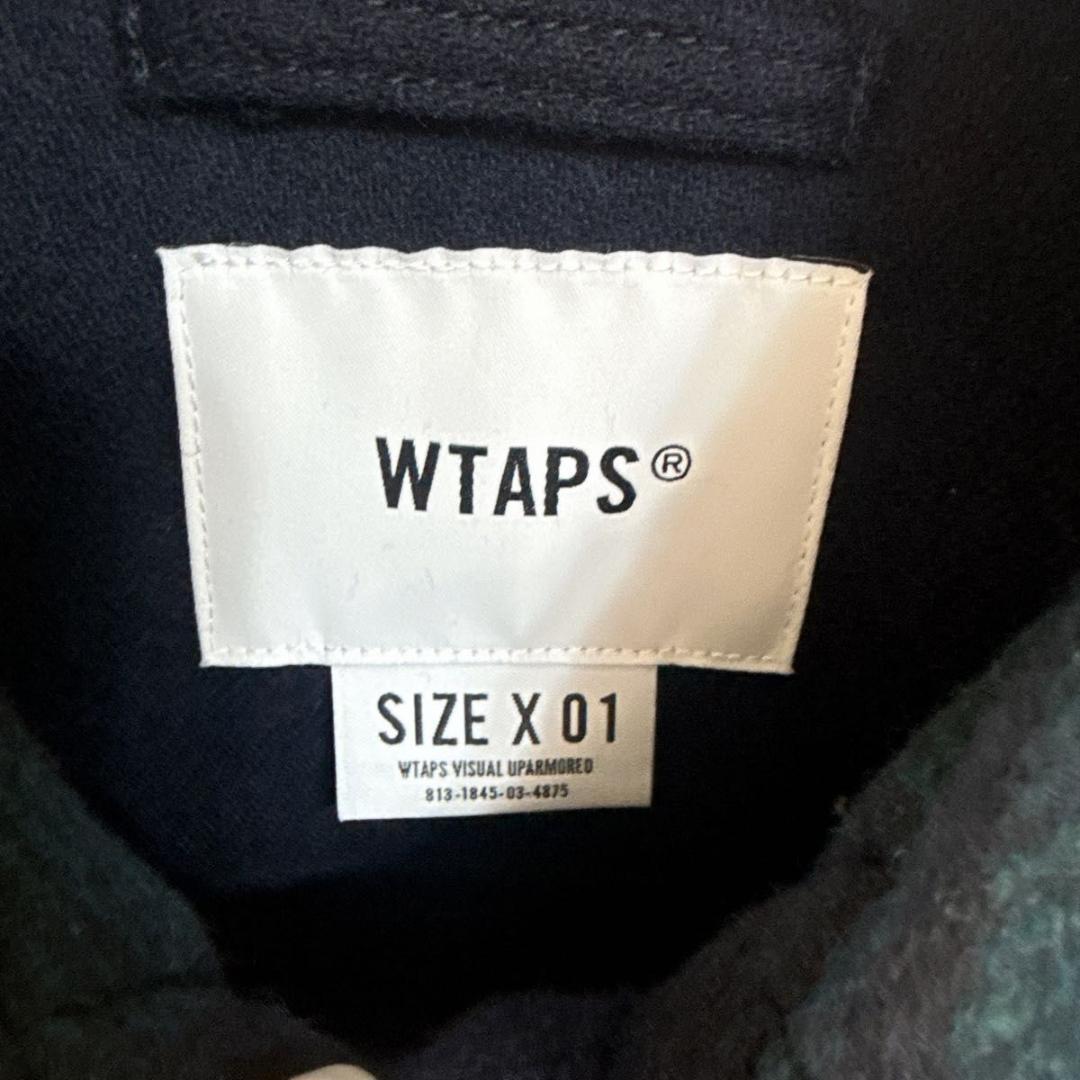 WTAPS®
SIZE X 01
WTAPS VISUAL UPARMORED
813-1845-03-4875